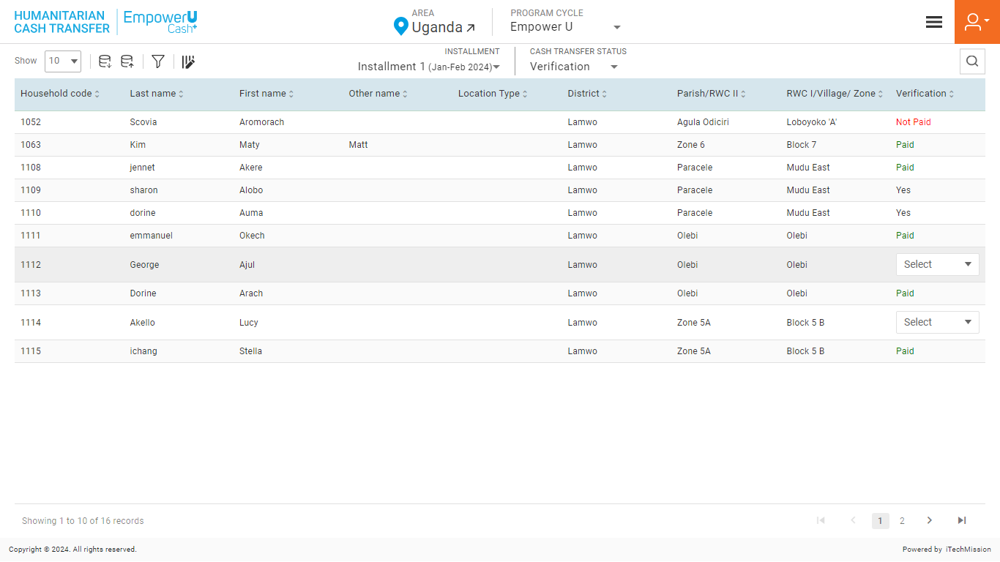 HUMANITARIAN
CASH TRANSFER
EmpowerU
Cash+
AREA
Uganda
PROGRAM CYCLE
Empower U
Show 10
INSTALLMENT
Installment 1 (Jan-Feb 2024)
CASH TRANSFER STATUS
Verification
Household code Last name First name Other name Location Type District Parish/RWC II RWC I/Village/ Zone Verification
1052 Scovia Aromorach Lamwo Agula Odiciri Loboyoko 'A' Not Paid
1063 Kim Maty Matt Lamwo Zone 6 Block 7 Paid
1108 jennet Akere Lamwo Paracele Mudu East Paid
1109 sharon Alobo Lamwo Paracele Mudu East Yes
1110 dorine Auma Lamwo Paracele Mudu East Yes
1111 emmanuel Okech Lamwo Olebi Olebi Paid
1112 George Ajul Lamwo Olebi Olebi Select
1113 Dorine Arach Lamwo Olebi Olebi Paid
1114 Akello Lucy Lamwo Zone 5A Block 5 B Select
1115 ichang Stella Lamwo Zone 5A Block 5 B Paid
Showing 1 to 10 of 16 records
1 2
Copyright © 2024. All rights reserved.
Powered by iTechMission